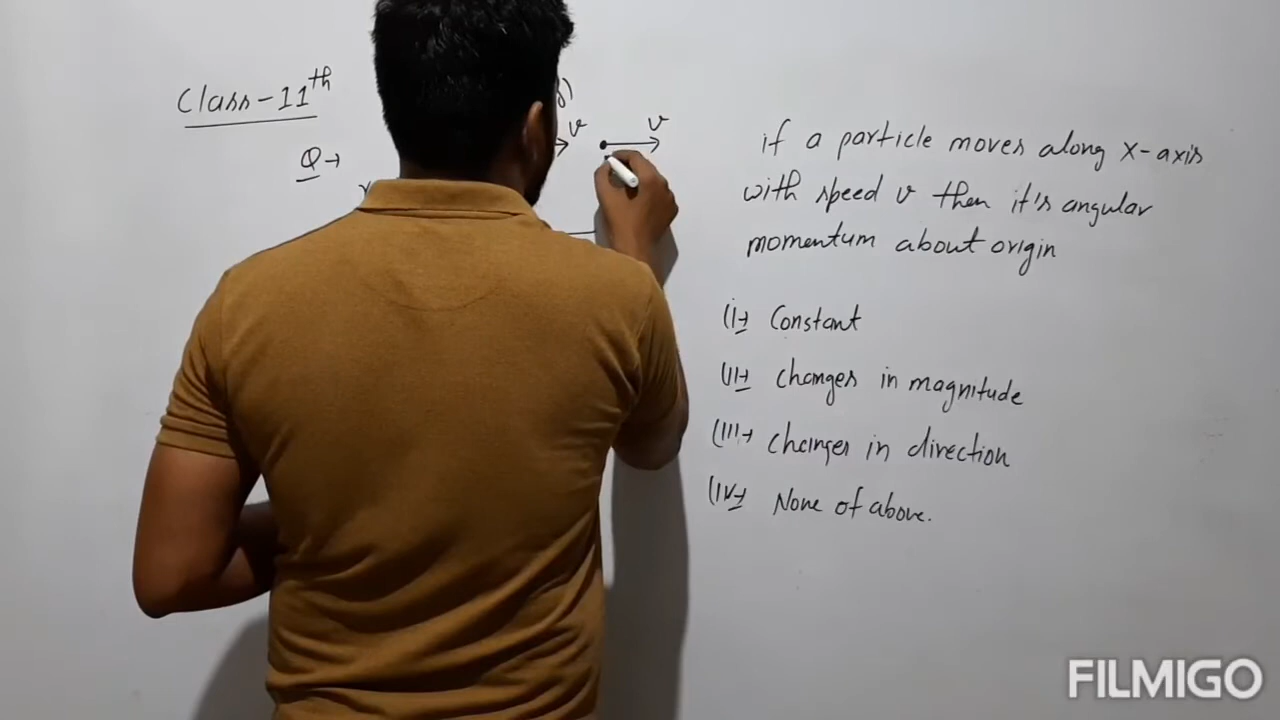 Class-11th
Q→
v
v
if a particle moves along X-axis
with speed v then it's angular
momentum about origin
(i→ Constant
(ii→ changes in magnitude
(iii→ changes in direction
(iv→ None of above.
FILMIGO